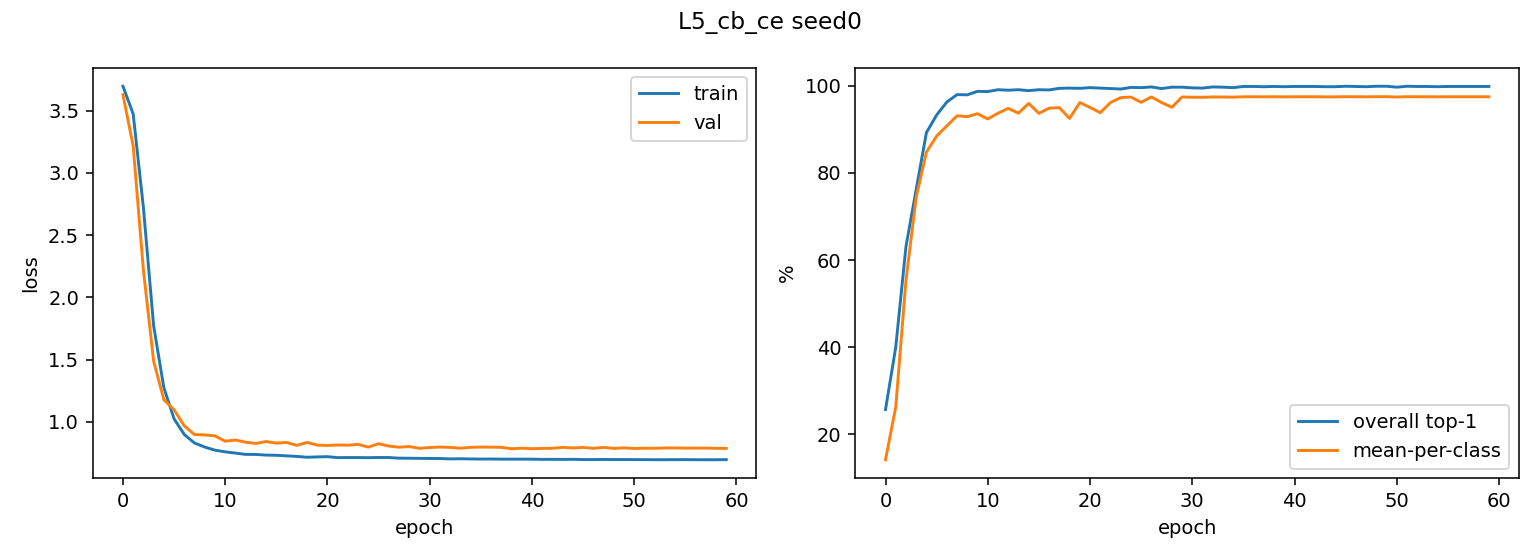 L5_cb_ce seed0
train
val
3.5
3.0
2.5
2.0
1.5
1.0
loss
0 10 20 30 40 50 60
epoch
100
80
60
40
20
%
overall top-1
mean-per-class
0 10 20 30 40 50 60
epoch